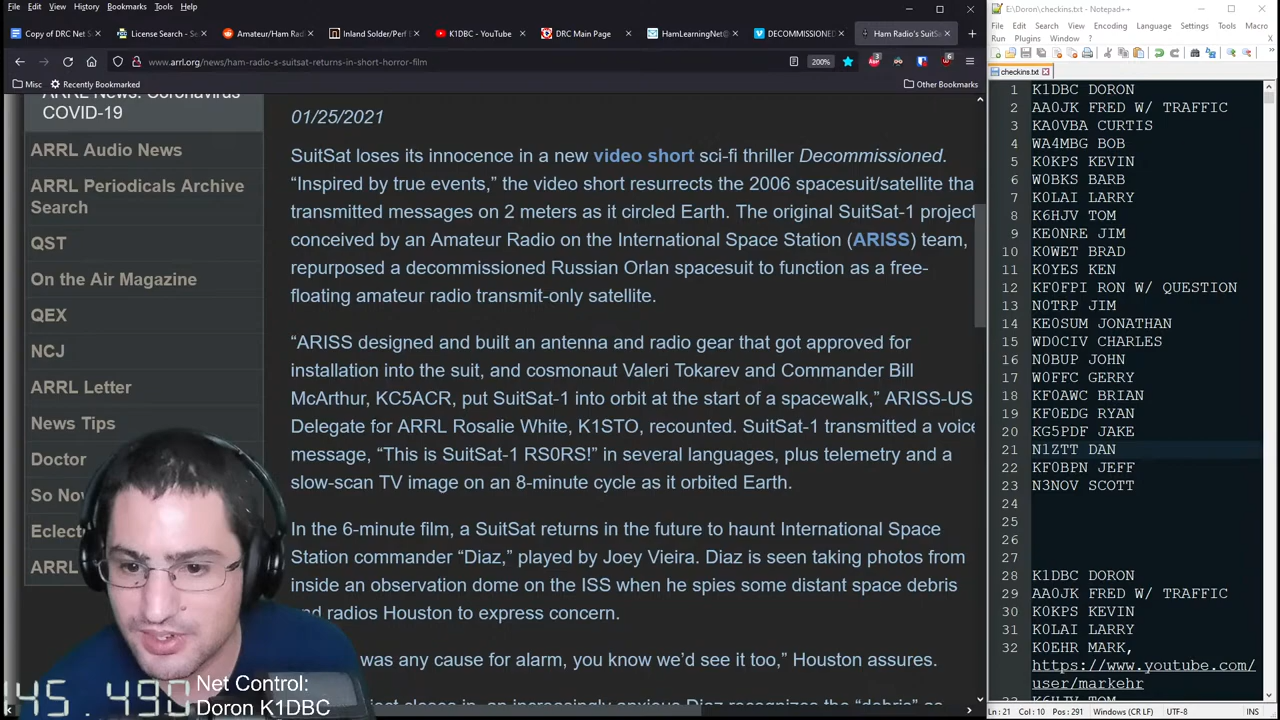 File Edit View History Bookmarks Tools Help
Copy of DRC Net S
License Search - S
Amateur/Ham
DRC Main Page
HamLearningNet@
DECOMMISSIONED
Ham Radio's SuitS
www.arrl.org/news/ham-radio-s-suitsat-stars-in-a-thriller-film
Misc Recently Bookmarked Other Bookmarks
COVID-19
ARRL Audio News
ARRL Periodicals Archive
Search
QST
On the Air Magazine
QEX
NCJ
ARRL Letter
News Tips
Doctor
So Now
Eclect
ARRL
01/25/2021
SuitSat loses its innocence in a new video short sci-fi thriller Decommissioned.
“Inspired by true events,” the video short resurrects the 2006 spacesuit/satellite tha
transmitted messages on 2 meters as it circled Earth. The original SuitSat-1 project
conceived by an Amateur Radio on the International Space Station (ARISS) team,
repurposed a decommissioned Russian Orlan spacesuit to function as a free-
floating amateur radio transmit-only satellite.
“ARISS designed and built an antenna and radio gear that got approved for
installation into the suit, and cosmonaut Valeri Tokarev and Commander Bill
McArthur, KC5ACR, put SuitSat-1 into orbit at the start of a spacewalk,” ARISS-US
Delegate for ARRL Rosalie White, K1STO, recounted. SuitSat-1 transmitted a voice
message, “This is SuitSat-1 RS0RS!” in several languages, plus telemetry and a
slow-scan TV image on an 8-minute cycle as it orbited Earth.
In the 6-minute film, a SuitSat returns in the future to haunt International Space
Station commander “Diaz,” played by Joey Vieira. Diaz is seen taking photos from
inside an observation dome on the ISS when he spies some distant space debris
and radios Houston to express concern.
was any cause for alarm, you know we’d see it too,” Houston assures.
45.490
Net Control:
Doron K1DBC
E:\Doron\checkins.txt - Notepad++
File Edit Search View Encoding Language Settings Tools Macro
Run Plugins Window ?
checkins.txt
1 K1DBC DORON
2 AA0JK FRED W/ TRAFFIC
3 KA0VBA CURTIS
4 WA4MBG BOB
5 K0KPS KEVIN
6 W0BKS BARB
7 K0LAI LARRY
8 K6HJV TOM
9 KE0NRE JIM
10 K0WET BRAD
11 K0YES KEN
12 KF0FPI RON W/ QUESTION
13 N0TRP JIM
14 KE0SUM JONATHAN
15 WD0CIV CHARLES
16 N0BUP JOHN
17 W0FFC GERRY
18 KF0AWC BRIAN
19 KF0EDG RYAN
20 KG5PDF JAKE
21 N1ZTT DAN
22 KF0BPN JEFF
23 N3NOV SCOTT
24
25
26
27
28 K1DBC DORON
29 AA0JK FRED W/ TRAFFIC
30 K0KPS KEVIN
31 K0LAI LARRY
32 K0EHR MARK,
https://www.youtube.com/
user/markehr
33 K6HJV TOM
Ln : 21 Col : 10 Pos : 291 Windows (CR LF) UTF-8 INS